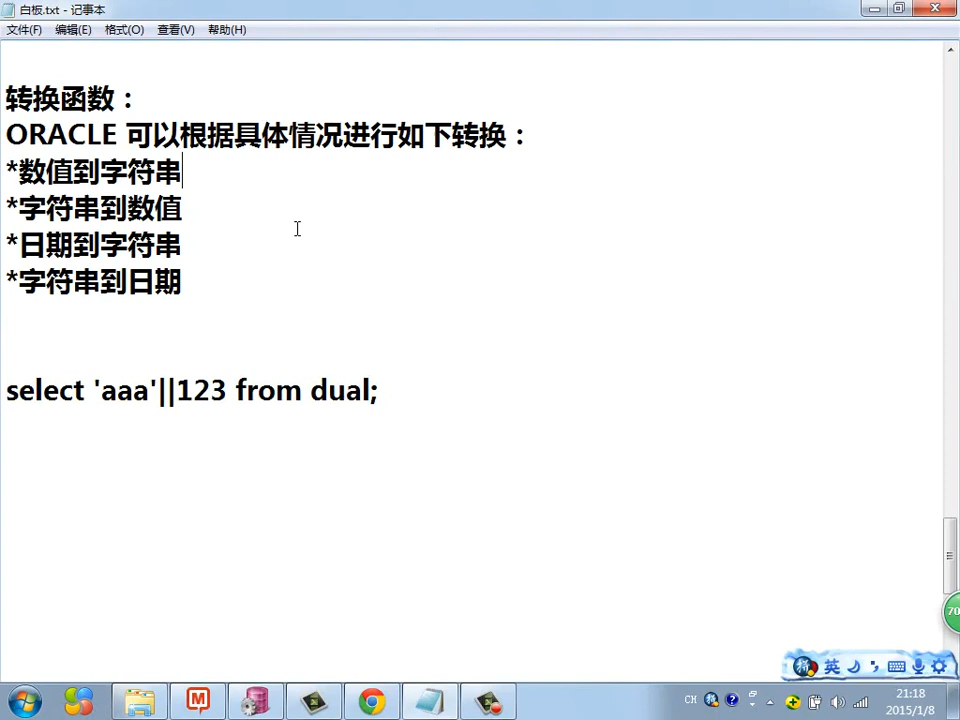 白板.txt - 记事本
文件(F) 编辑(E) 格式(O) 查看(V) 帮助(H)
转换函数：
ORACLE 可以根据具体情况进行如下转换：
*数值到字符串
*字符串到数值
*日期到字符串
*字符串到日期
select 'aaa'||123 from dual;
70
英
CH
21:18
2015/1/8